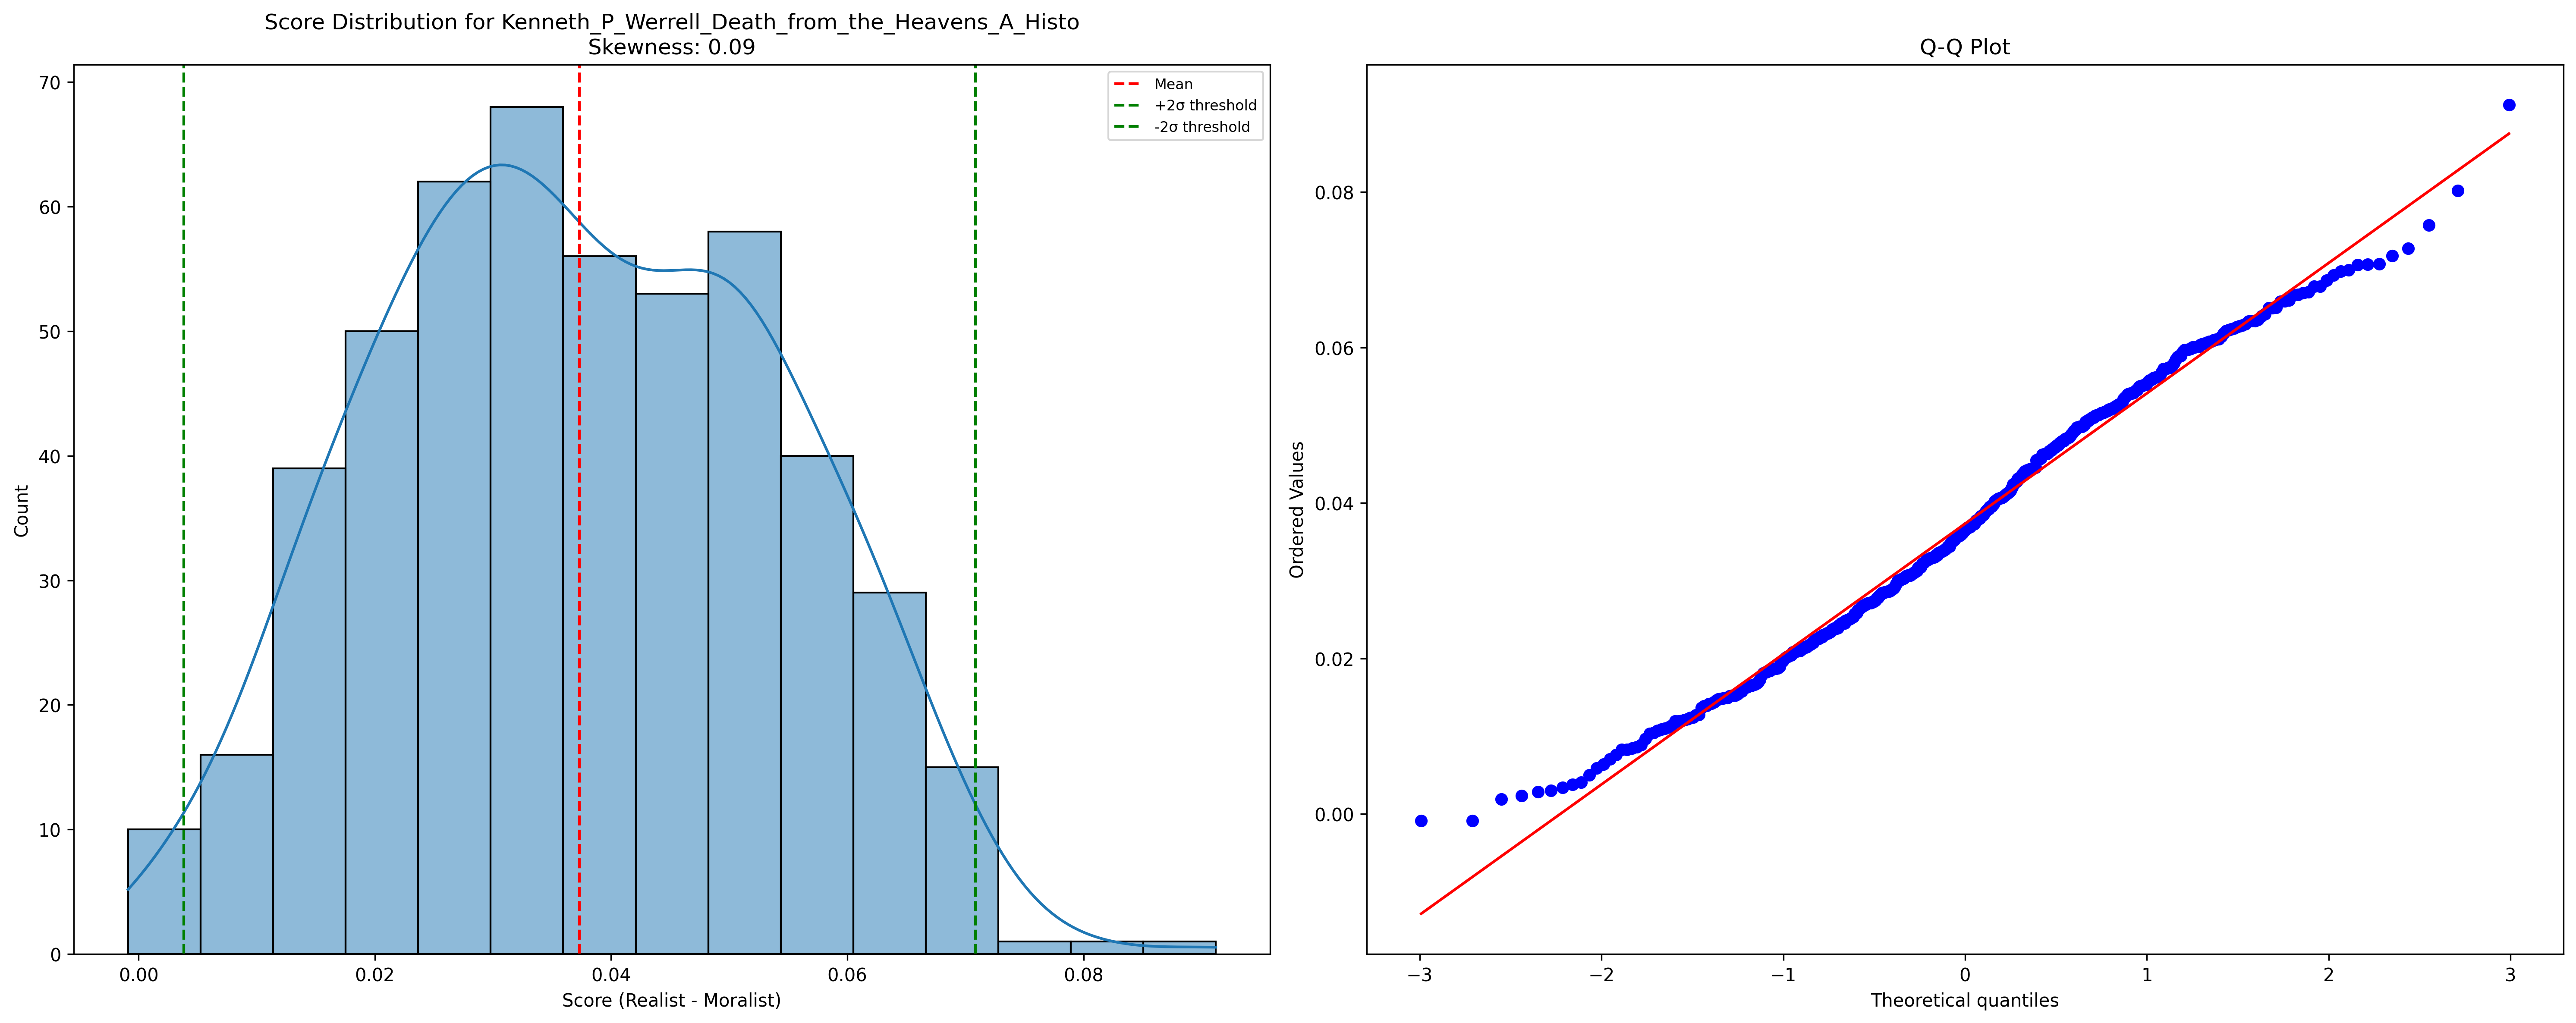 Score Distribution for Kenneth_P_Werrell_Death_from_the_Heavens_A_Histo
Skewness: 0.09
Mean
+2σ threshold
-2σ threshold
Count
70
60
50
40
30
20
10
0
0.00 0.02 0.04 0.06 0.08
Score (Realist - Moralist)
Q-Q Plot
Ordered Values
0.08
0.06
0.04
0.02
0.00
−3 −2 −1 0 1 2 3
Theoretical quantiles